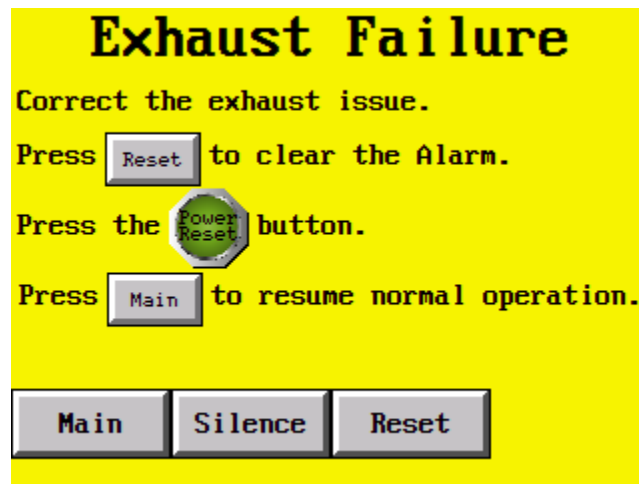 Exhaust Failure
Correct the exhaust issue.
Press Reset to clear the Alarm.
Press the Power Reset button.
Press Main to resume normal operation.
Main Silence Reset